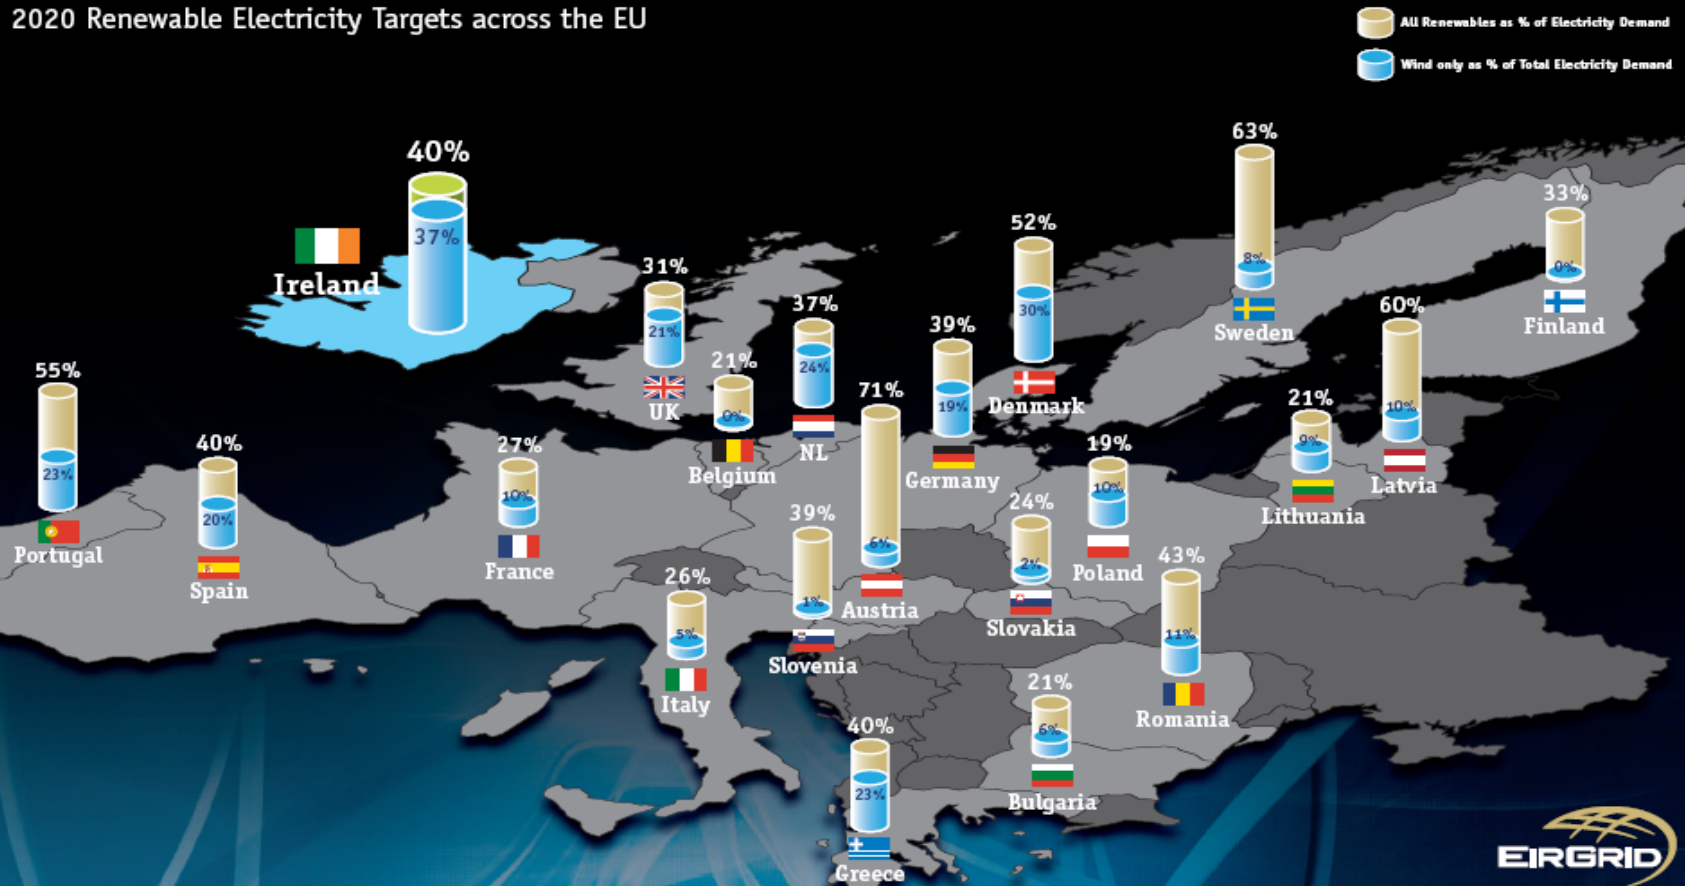 2020 Renewable Electricity Targets across the EU
All Renewables as % of Electricity Demand
Wind only as % of Total Electricity Demand
40%
37%
Ireland
31%
21%
UK
21%
0%
Belgium
37%
24%
NL
71%
6%
Austria
39%
19%
Germany
52%
30%
Denmark
63%
8%
Sweden
33%
0%
Finland
60%
10%
Latvia
21%
9%
Lithuania
55%
23%
Portugal
40%
20%
Spain
27%
10%
France
26%
5%
Italy
39%
1%
Slovenia
24%
2%
Slovakia
19%
10%
Poland
43%
11%
Romania
21%
6%
Bulgaria
40%
23%
Greece
EIRGRID